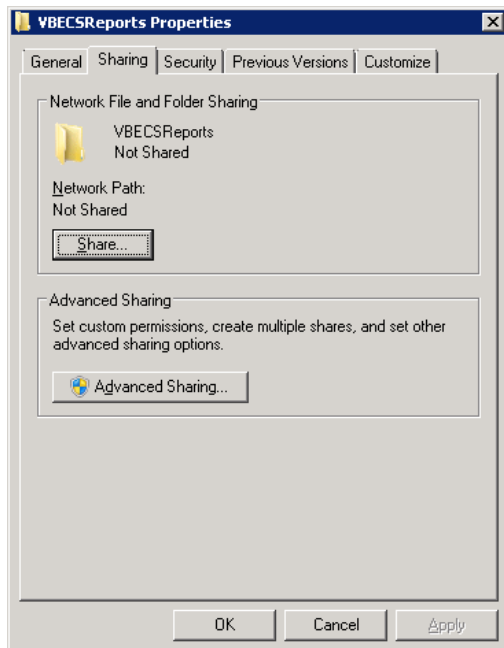 VBECSReports Properties
General Sharing Security Previous Versions Customize
Network File and Folder Sharing
VBECSReports
Not Shared
Network Path:
Not Shared
Share...
Advanced Sharing
Set custom permissions, create multiple shares, and set other
advanced sharing options.
Advanced Sharing...
OK Cancel Apply